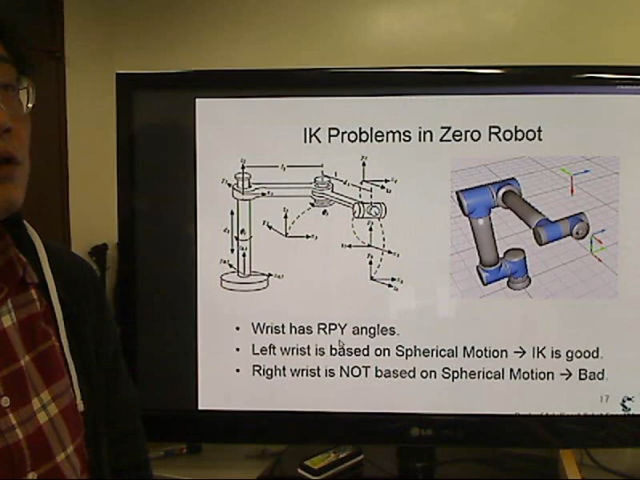 IK Problems in Zero Robot
• Wrist has RPY angles.
• Left wrist is based on Spherical Motion → IK is good.
• Right wrist is NOT based on Spherical Motion → Bad.
17
LG